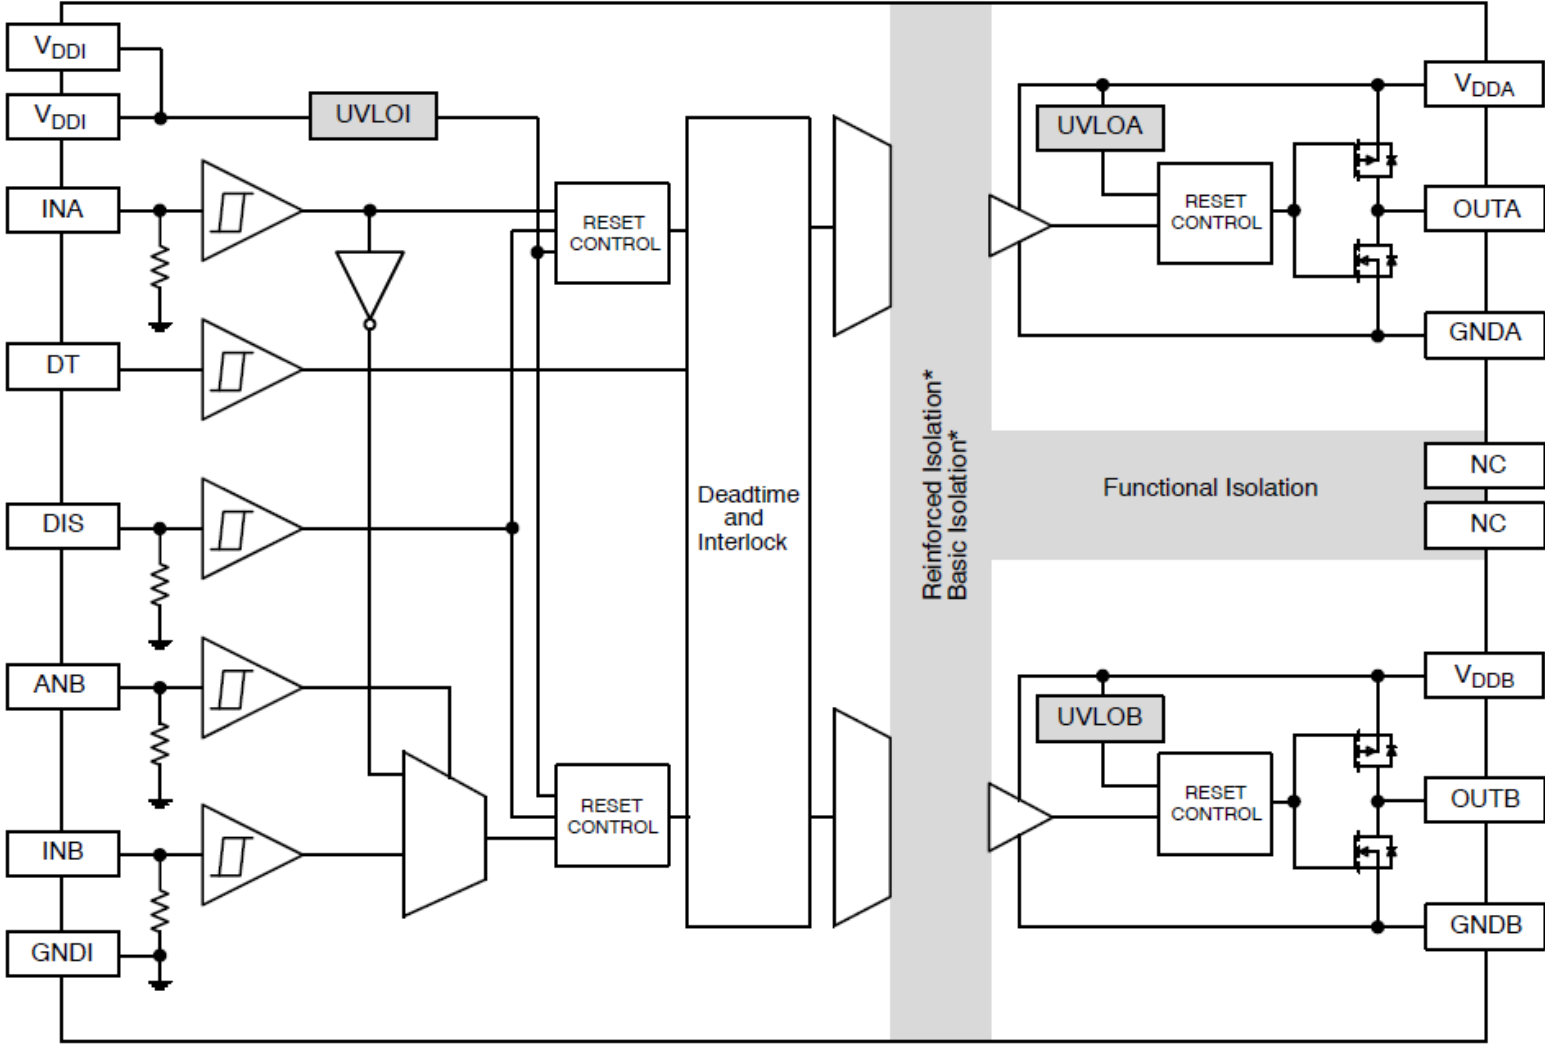 VDDI
VDDI
INA
DT
DIS
ANB
INB
GNDI
UVLOI
RESET
CONTROL
RESET
CONTROL
Deadtime
and
Interlock
Reinforced Isolation*
Basic Isolation*
Functional Isolation
UVLOA
RESET
CONTROL
UVLOB
RESET
CONTROL
VDDA
OUTA
GNDA
NC
NC
VDDB
OUTB
GNDB